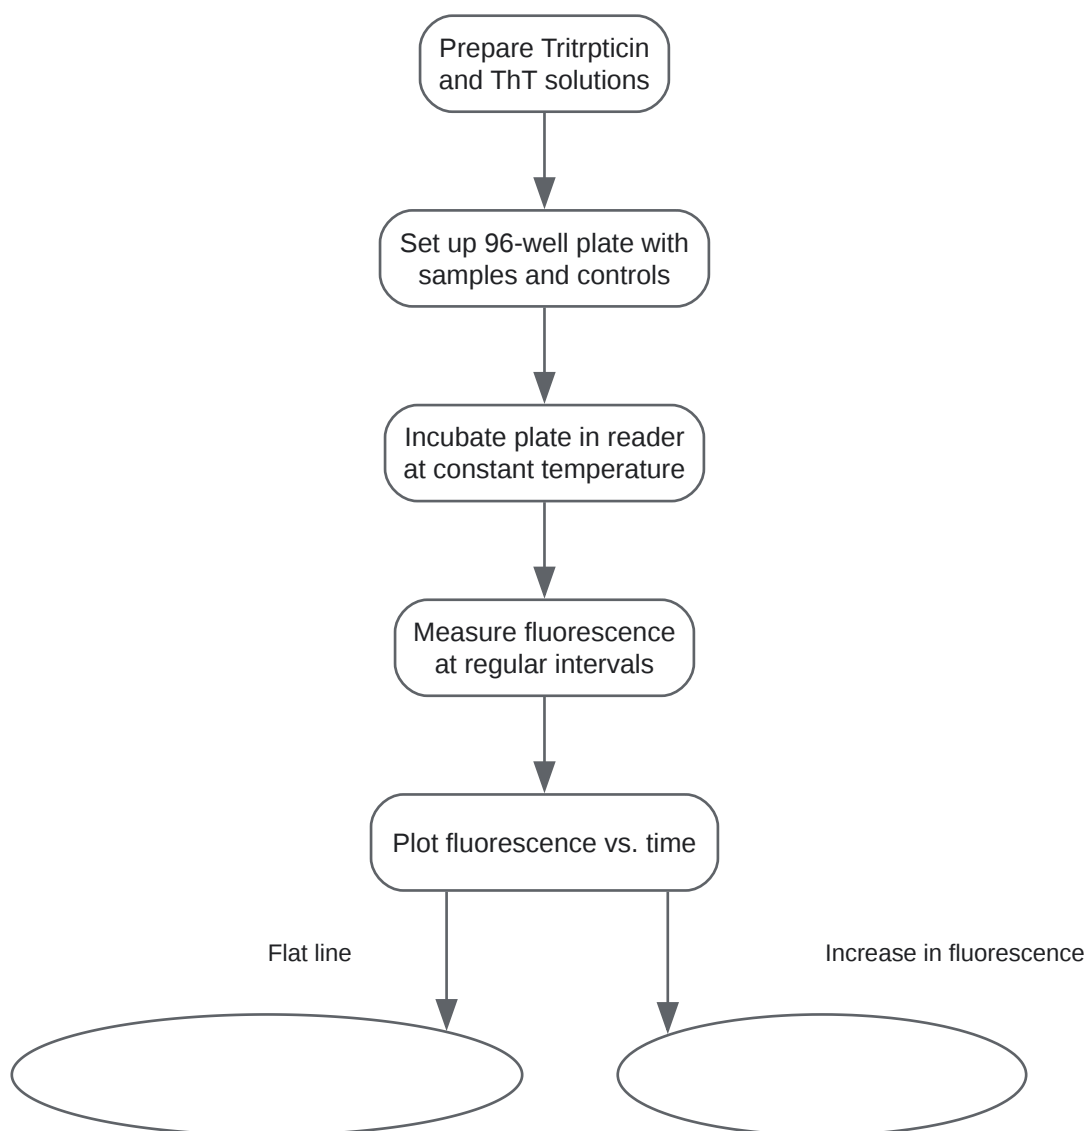 Prepare Tritrpticin
and ThT solutions
Set up 96-well plate with
samples and controls
Incubate plate in reader
at constant temperature
Measure fluorescence
at regular intervals
Plot fluorescence vs. time
Flat line
Increase in fluorescence